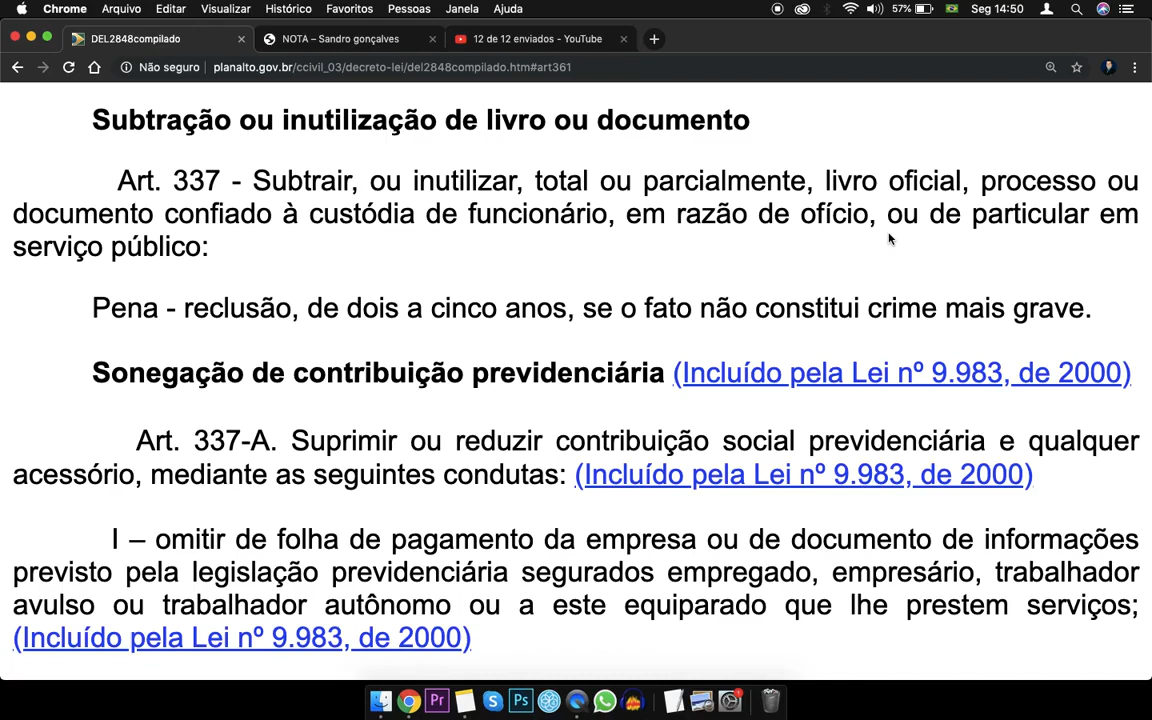 Chrome Arquivo Editar Visualizar Histórico Favoritos Pessoas Janela Ajuda 57% Seg 14:50
DEL2848compilado NOTA – Sandro gonçalves 12 de 12 enviados - YouTube
Não seguro planalto.gov.br/ccivil_03/decreto-lei/del2848compilado.htm#art361
Subtração ou inutilização de livro ou documento
Art. 337 - Subtrair, ou inutilizar, total ou parcialmente, livro oficial, processo ou
documento confiado à custódia de funcionário, em razão de ofício, ou de particular em
serviço público:
Pena - reclusão, de dois a cinco anos, se o fato não constitui crime mais grave.
Sonegação de contribuição previdenciária (Incluído pela Lei nº 9.983, de 2000)
Art. 337-A. Suprimir ou reduzir contribuição social previdenciária e qualquer
acessório, mediante as seguintes condutas: (Incluído pela Lei nº 9.983, de 2000)
I – omitir de folha de pagamento da empresa ou de documento de informações
previsto pela legislação previdenciária segurados empregado, empresário, trabalhador
avulso ou trabalhador autônomo ou a este equiparado que lhe prestem serviços;
(Incluído pela Lei nº 9.983, de 2000)
Pr Ps